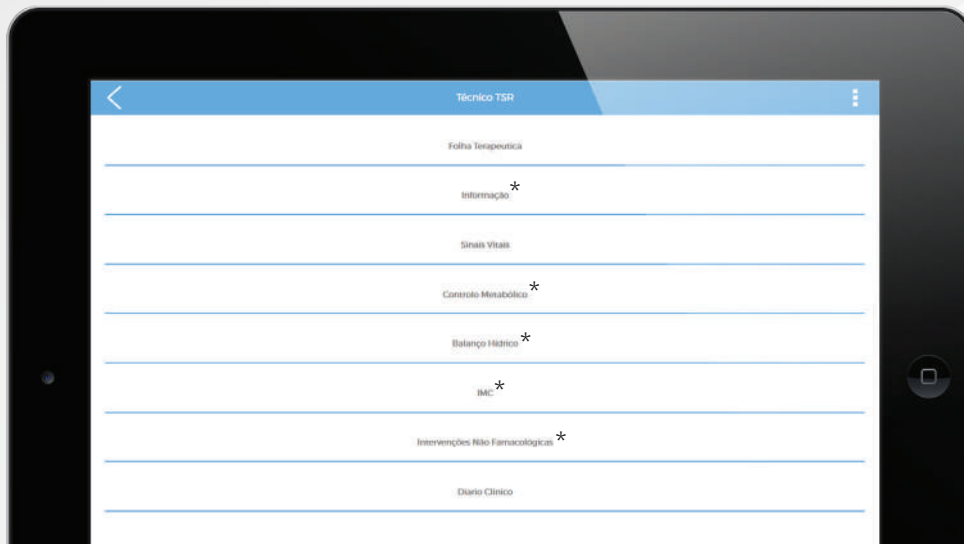 Técnico TSR
Folha Terapeutica
Informação*
Sinais Vitais
Controlo Metabólico*
Balanço Hídrico*
IMC*
Intervenções Não Farmacológicas*
Diario Clínico